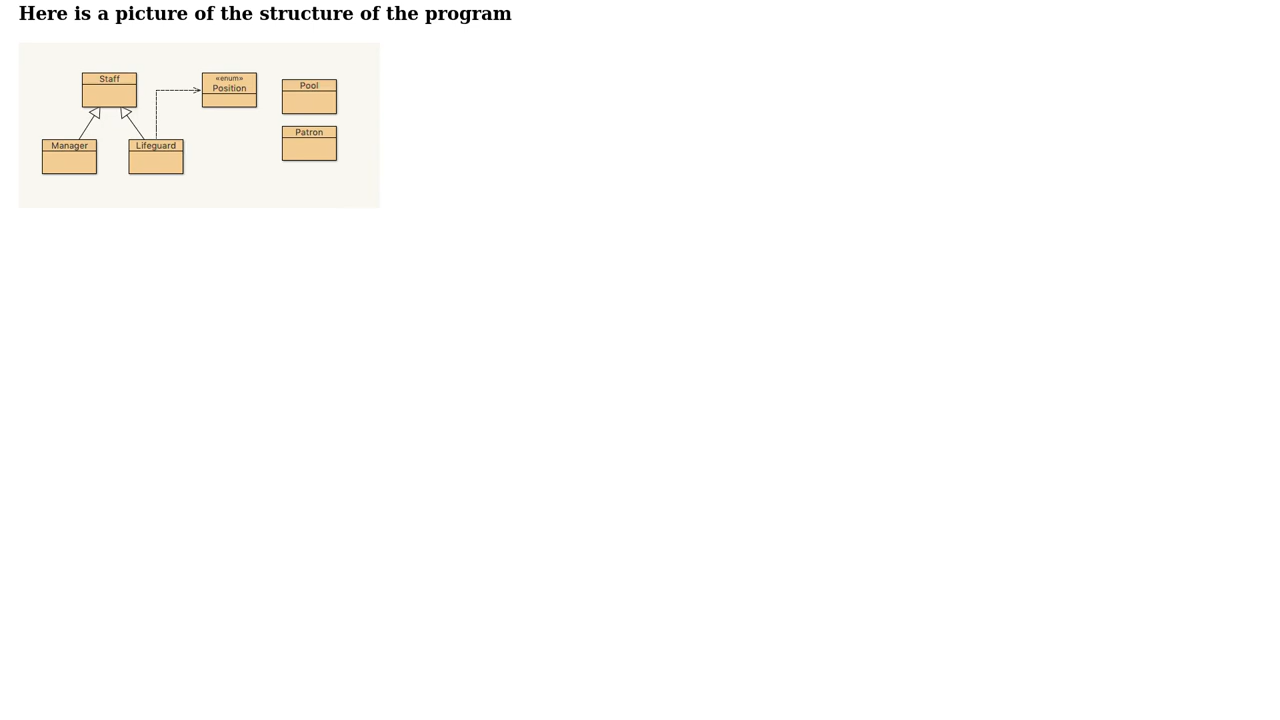 Here is a picture of the structure of the program
Staff
«enum»
Position
Pool
Patron
Manager
Lifeguard